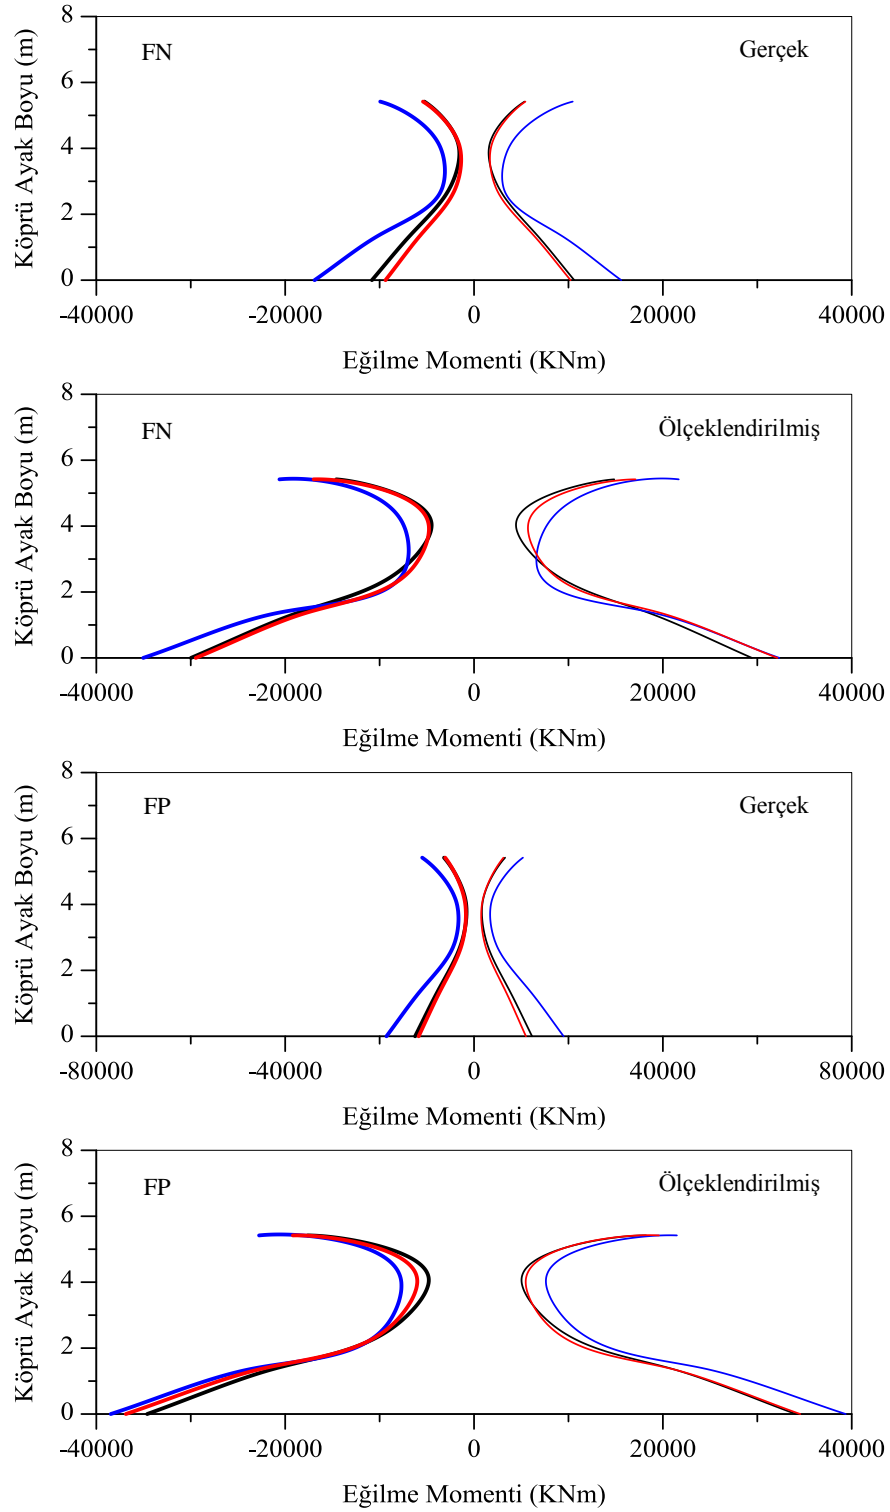 8
6
4
2
0
Köprü Ayak Boyu (m)
FN
Gerçek
-40000 -20000 0 20000 40000
Eğilme Momenti (KNm)
8
6
4
2
0
Köprü Ayak Boyu (m)
FN
Ölçeklendirilmiş
-40000 -20000 0 20000 40000
Eğilme Momenti (KNm)
8
6
4
2
0
Köprü Ayak Boyu (m)
FP
Gerçek
-80000 -40000 0 40000 80000
Eğilme Momenti (KNm)
8
6
4
2
0
Köprü Ayak Boyu (m)
FP
Ölçeklendirilmiş
-40000 -20000 0 20000 40000
Eğilme Momenti (KNm)